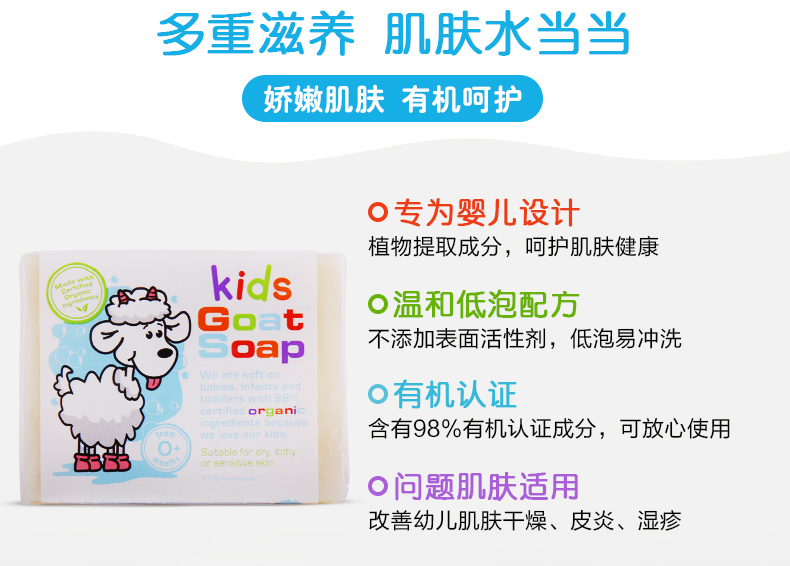 多重滋养 肌肤水当当
娇嫩肌肤 有机呵护
专为婴儿设计
植物提取成分，呵护肌肤健康
温和低泡配方
不添加表面活性剂，低泡易冲洗
有机认证
含有98%有机认证成分，可放心使用
问题肌肤适用
改善幼儿肌肤干燥、皮炎、湿疹
Made with
Certified
Organic
Ingredients
kids
Goat
Soap
We are soft on
babies, infants and
toddlers with 98%
certified organic
ingredients because
we love our kids.
Suitable for dry, itchy
or sensitive skin
from
0+
months
100g